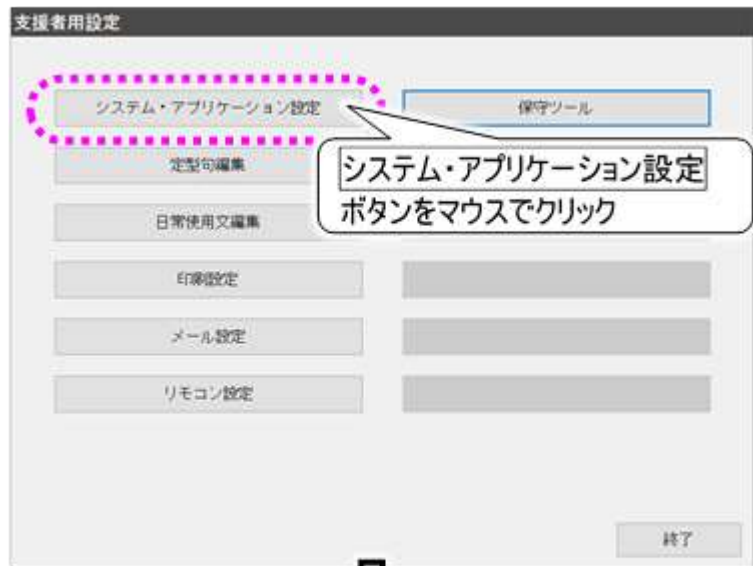 支援者用設定
システム・アプリケーション設定
保守ツール
定型句編集
システム・アプリケーション設定
ボタンをマウスでクリック
日常使用文編集
印刷設定
メール設定
リモコン設定
終了